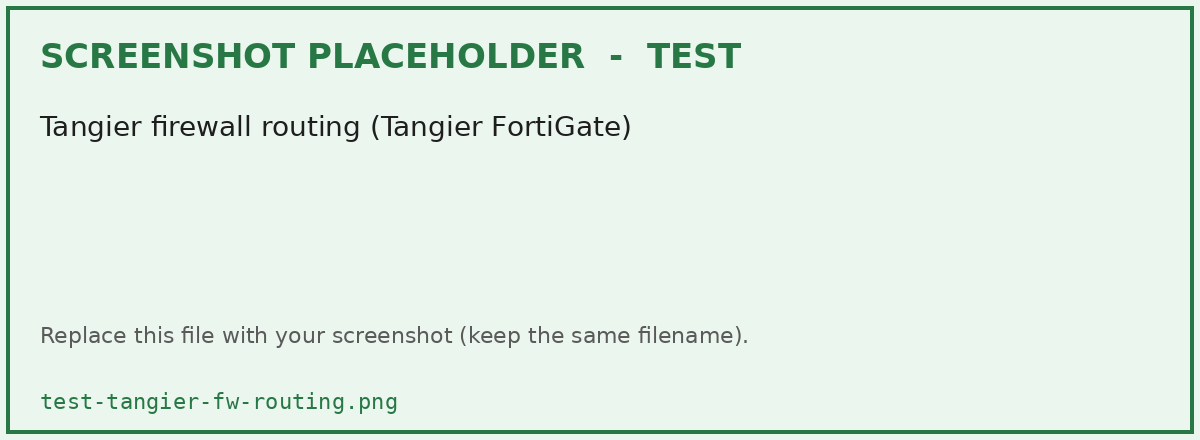 SCREENSHOT PLACEHOLDER - TEST
Tangier firewall routing (Tangier FortiGate)
Replace this file with your screenshot (keep the same filename).
test-tangier-fw-routing.png